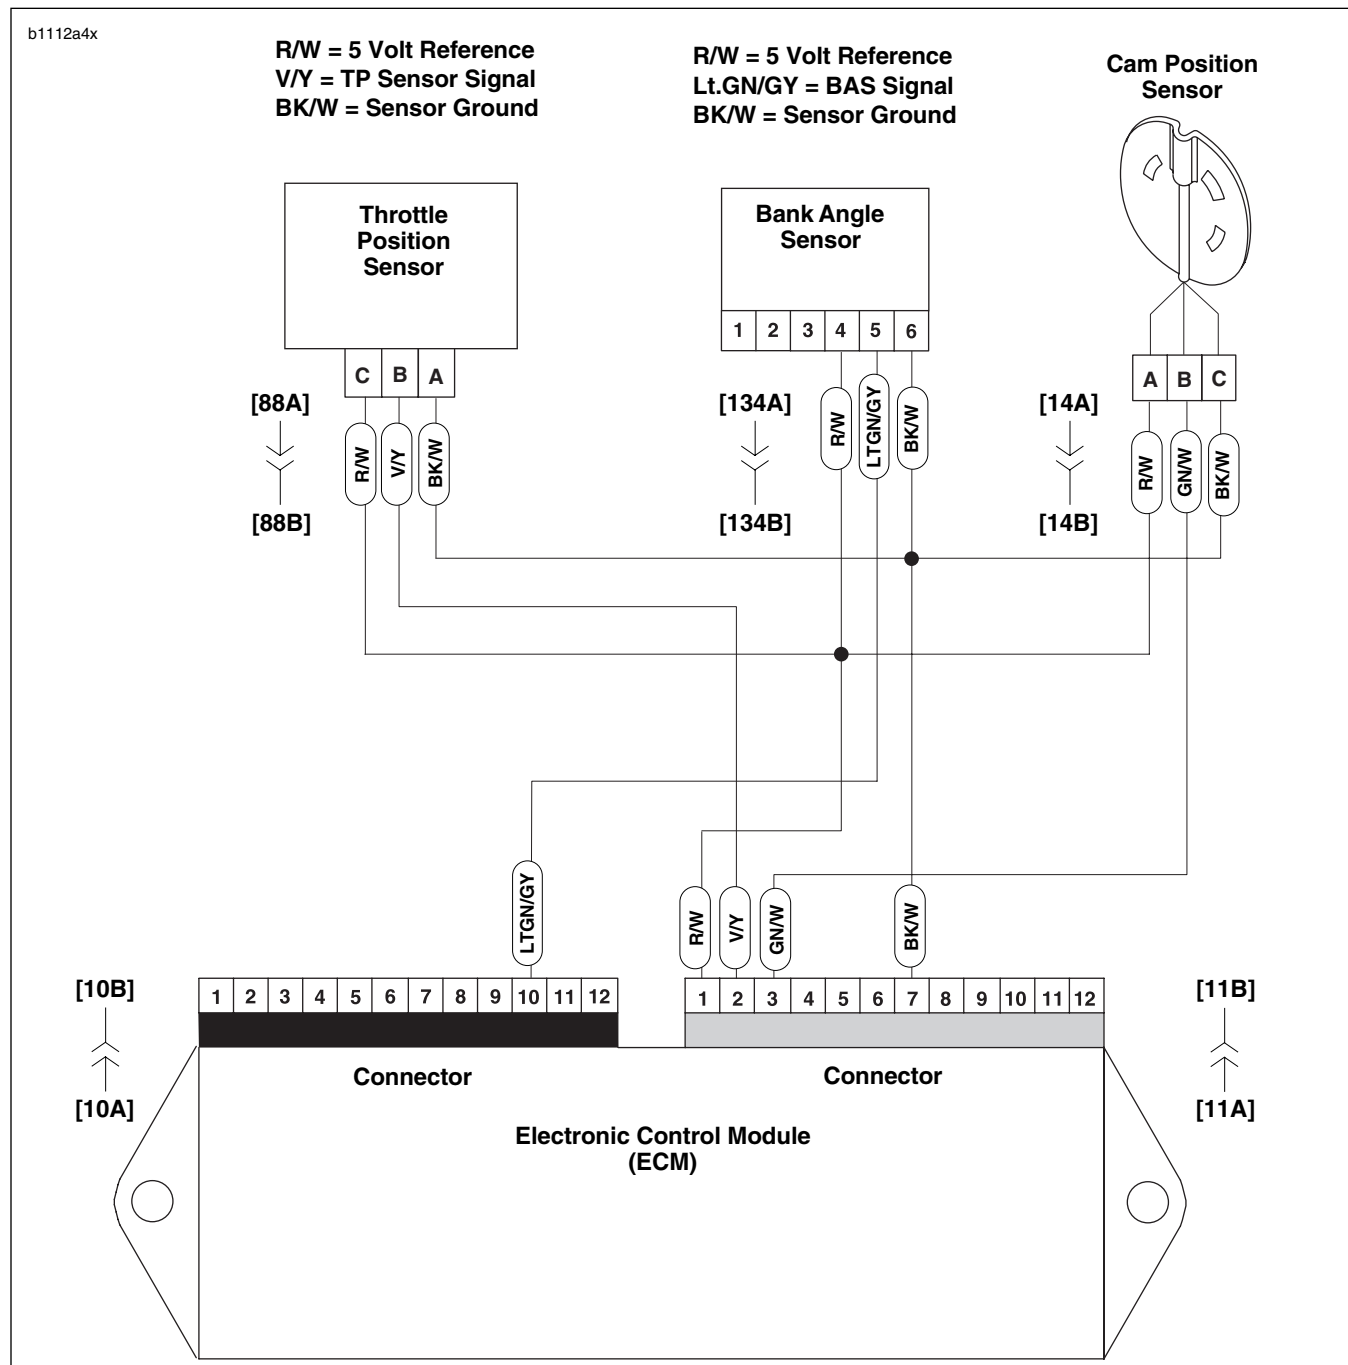 b1112a4x
R/W = 5 Volt Reference
V/Y = TP Sensor Signal
BK/W = Sensor Ground
R/W = 5 Volt Reference
Lt.GN/GY = BAS Signal
BK/W = Sensor Ground
Cam Position
Sensor
Throttle
Position
Sensor
Bank Angle
Sensor
C B A
1 2 3 4 5 6
A B C
[88A]
[88B]
R/W V/Y BK/W
[134A]
[134B]
R/W LTGN/GY BK/W
[14A]
[14B]
R/W GN/W BK/W
LTGN/GY
R/W V/Y GN/W BK/W
[10B]
[10A]
1 2 3 4 5 6 7 8 9 10 11 12
1 2 3 4 5 6 7 8 9 10 11 12
[11B]
[11A]
Connector
Connector
Electronic Control Module
(ECM)